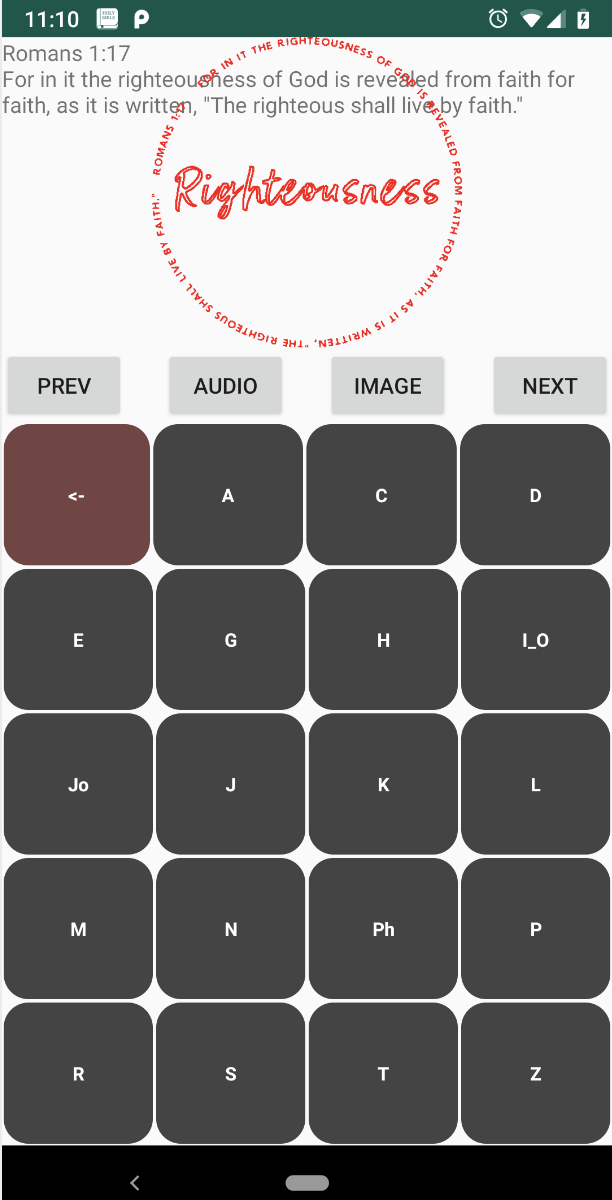 11:10
HOLY BIBLE
Romans 1:17
For in it the righteousness of God is revealed from faith for
faith, as it is written, "The righteous shall live by faith."
ROMANS 1:17 FOR IN IT THE RIGHTEOUSNESS OF GOD IS REVEALED FROM FAITH FOR FAITH, AS IT IS WRITTEN, "THE RIGHTEOUS SHALL LIVE BY FAITH."
Righteousness
PREV AUDIO IMAGE NEXT
<- A C D
E G H I_O
Jo J K L
M N Ph P
R S T Z